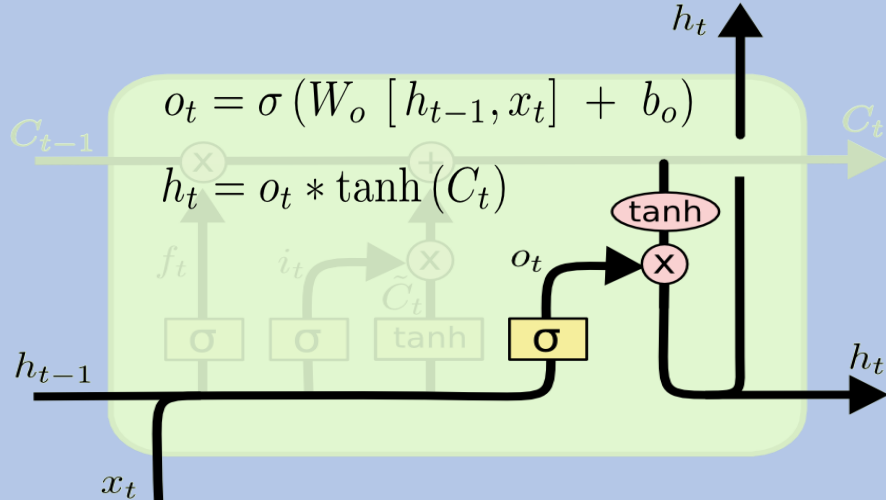 h_t
o_t = σ (W_o [h_{t-1}, x_t] + b_o)
C_{t-1}
C_t
x
+
h_t = o_t * tanh (C_t)
tanh
f_t
i_t
x
o_t
x
C̃_t
σ
σ
tanh
σ
h_{t-1}
h_t
x_t